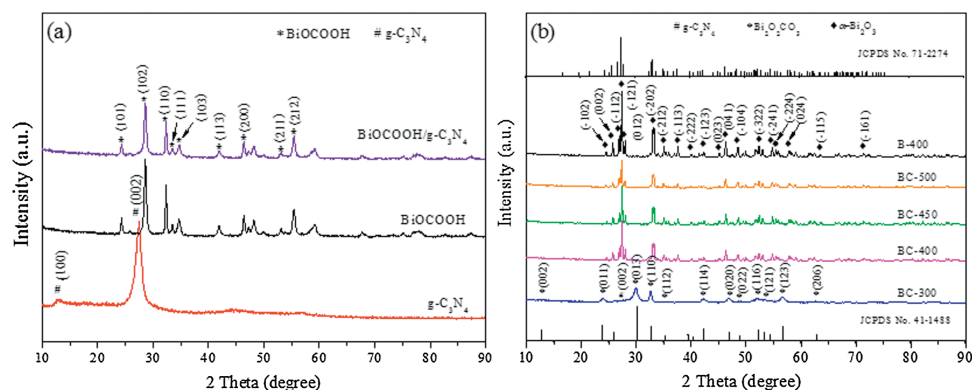 (a)
* BiOCOOH # g-C₃N₄
* (101)
* (102)
* (110)
* (111)
* (103)
* (113)
* (200)
* (211)
* (212)
BiOCOOH/g-C₃N₄
BiOCOOH
# (002)
# (100)
g-C₃N₄
Intensity (a.u.)
10 20 30 40 50 60 70 80 90
2 Theta (degree)
(b)
# g-C₃N₄ * Bi₂O₂CO₃ ◆ α-Bi₂O₃
JCPDS No. 71-2274
(-102)
(002)
(-112)
(-121)
(012)
(-202)
(-212)
(-113)
(-222)
(-123)
(023)
(041)
(-104)
(-322)
(-241)
(-224)
(024)
(-115)
(-161)
B-400
BC-500
BC-450
BC-400
BC-300
*(002)
*(011)
*(002)
*(013)
*(110)
*(112)
*(114)
*(020)
*(022)
*(116)
*(121)
*(123)
*(206)
JCPDS No. 41-1488
Intensity (a.u.)
10 20 30 40 50 60 70 80 90
2 Theta (degree)